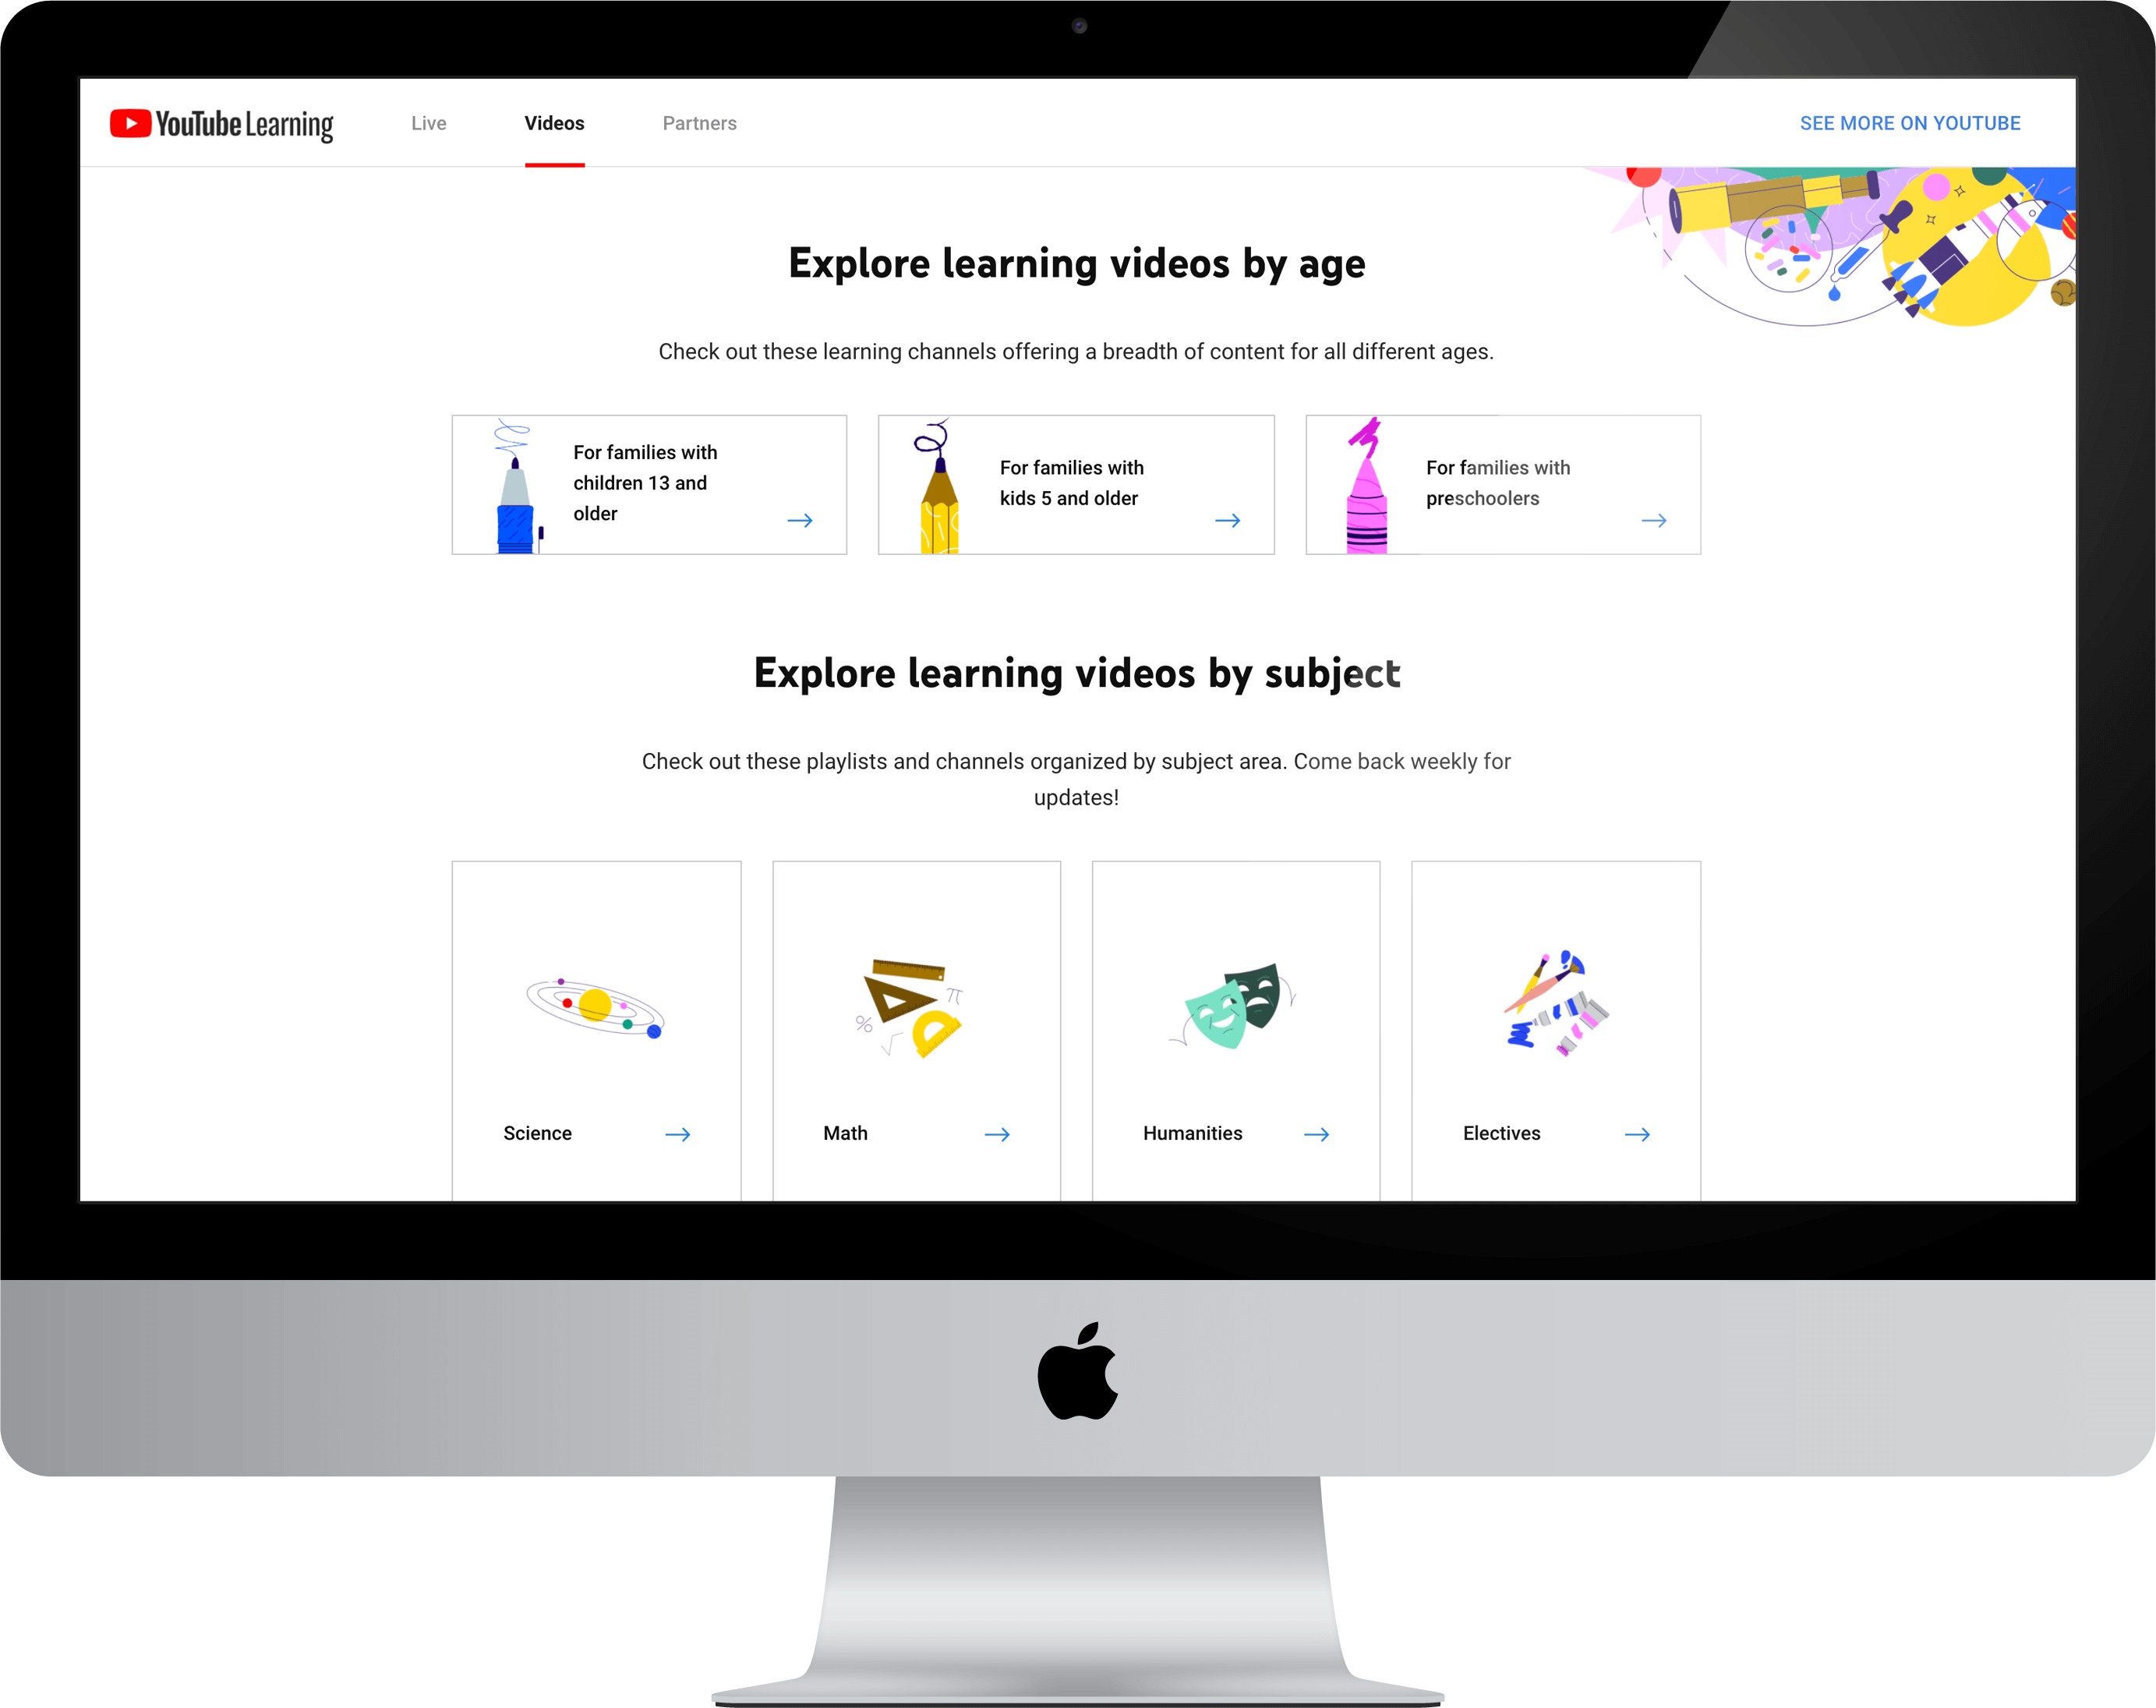 YouTube Learning
Live
Videos
Partners
SEE MORE ON YOUTUBE
Explore learning videos by age
Check out these learning channels offering a breadth of content for all different ages.
For families with
children 13 and
older
For families with
kids 5 and older
For families with
preschoolers
Explore learning videos by subject
Check out these playlists and channels organized by subject area. Come back weekly for
updates!
%
π
√
Science
Math
Humanities
Electives